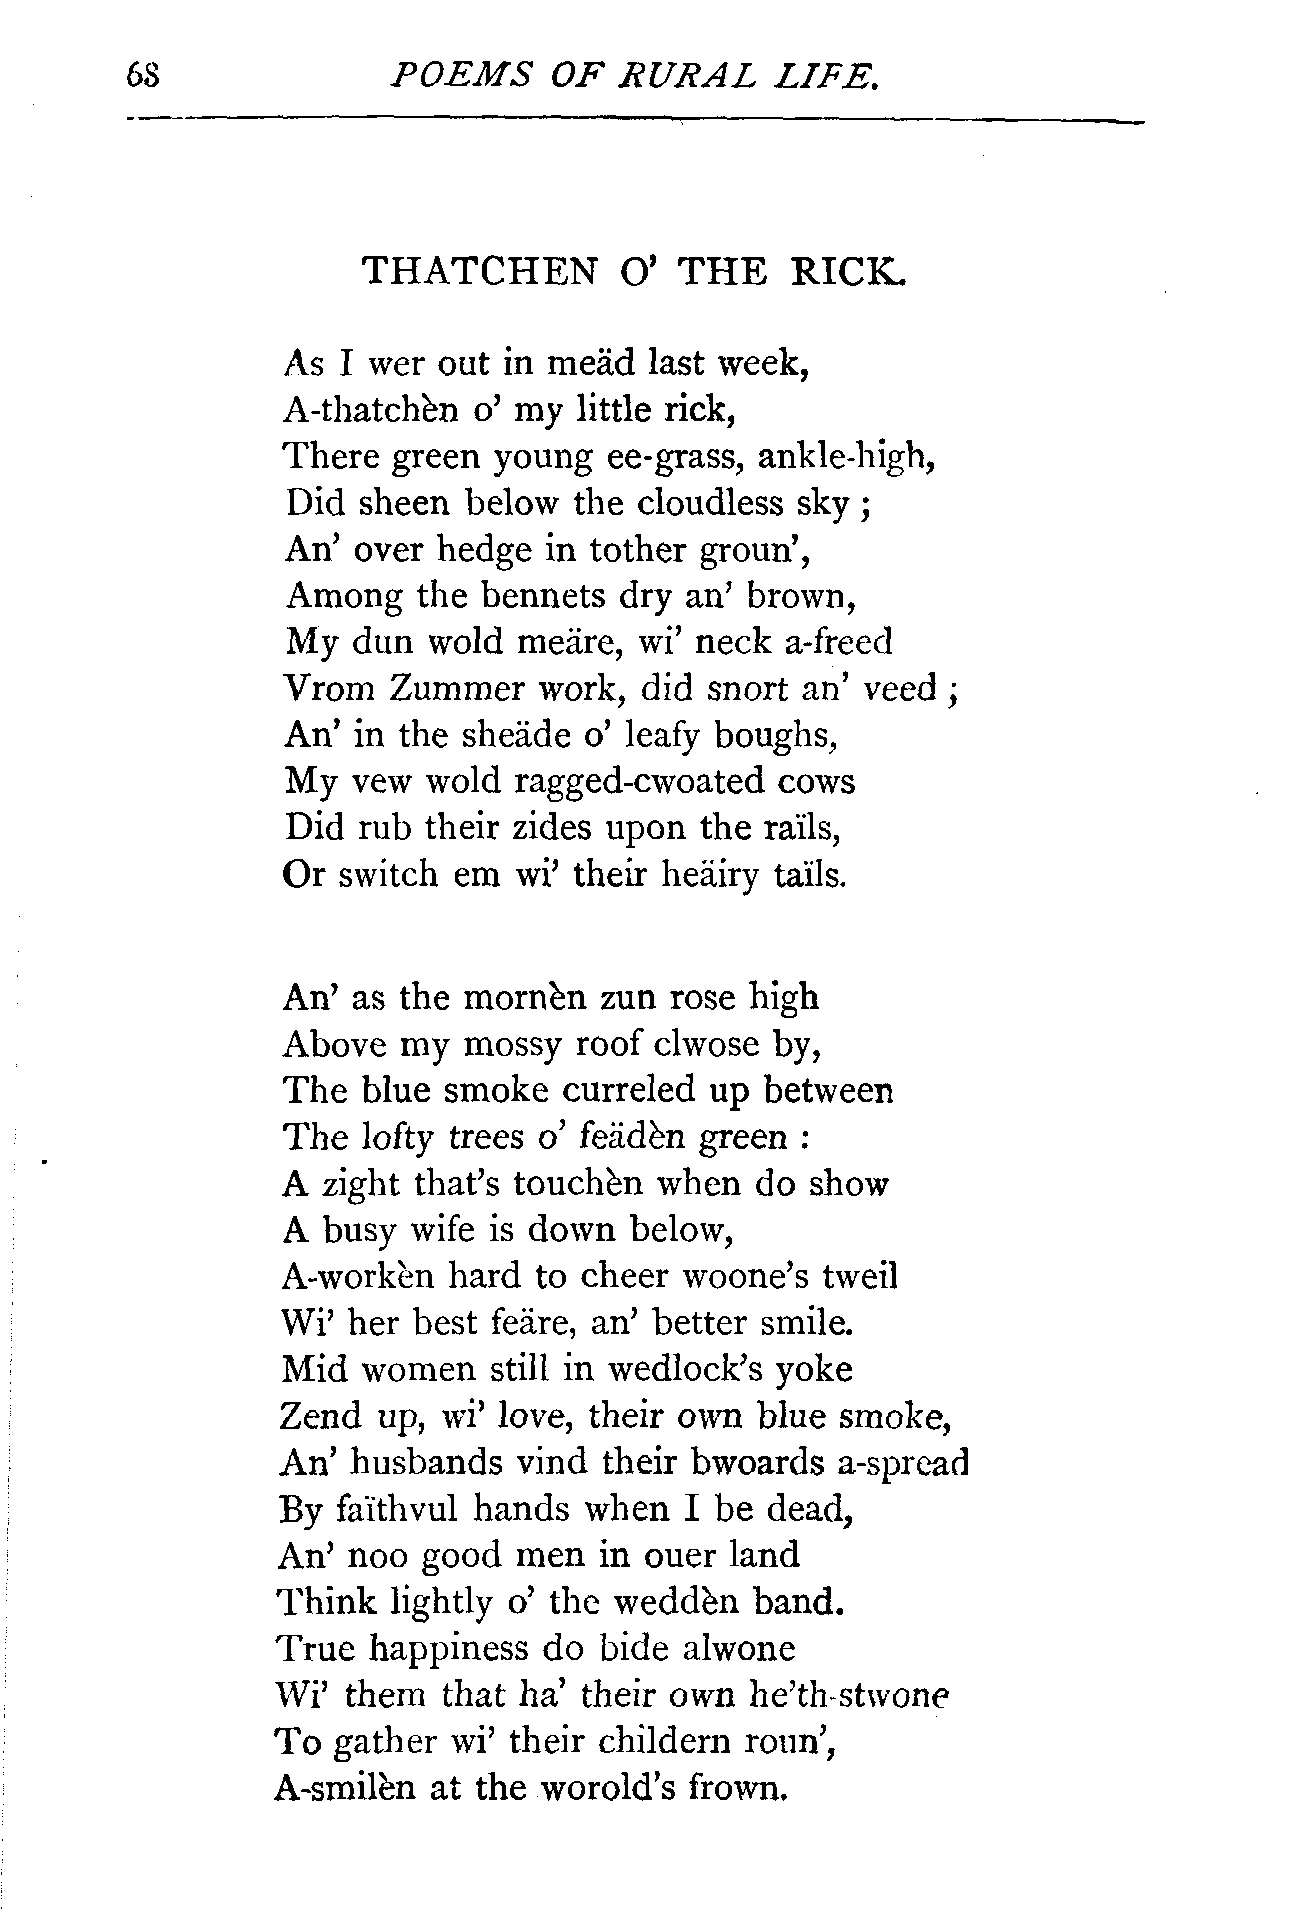 68 POEMS OF RURAL LIFE.
THATCHEN O' THE RICK.
As I wer out in meäd last week,
A-thatchèn o' my little rick,
There green young ee-grass, ankle-high,
Did sheen below the cloudless sky ;
An' over hedge in tother groun',
Among the bennets dry an' brown,
My dun wold meäre, wi' neck a-freed
Vrom Zummer work, did snort an' veed ;
An' in the sheäde o' leafy boughs,
My vew wold ragged-cwoated cows
Did rub their zides upon the raïls,
Or switch em wi' their heäiry taïls.
An' as the mornèn zun rose high
Above my mossy roof clwose by,
The blue smoke curreled up between
The lofty trees o' feädèn green :
A zight that's touchèn when do show
A busy wife is down below,
A-workèn hard to cheer woone's tweil
Wi' her best feäre, an' better smile.
Mid women still in wedlock's yoke
Zend up, wi' love, their own blue smoke,
An' husbands vind their bwoards a-spread
By faïthvul hands when I be dead,
An' noo good men in ouer land
Think lightly o' the weddèn band.
True happiness do bide alwone
Wi' them that ha' their own he'th-stwone
To gather wi' their childern roun',
A-smilèn at the worold's frown.